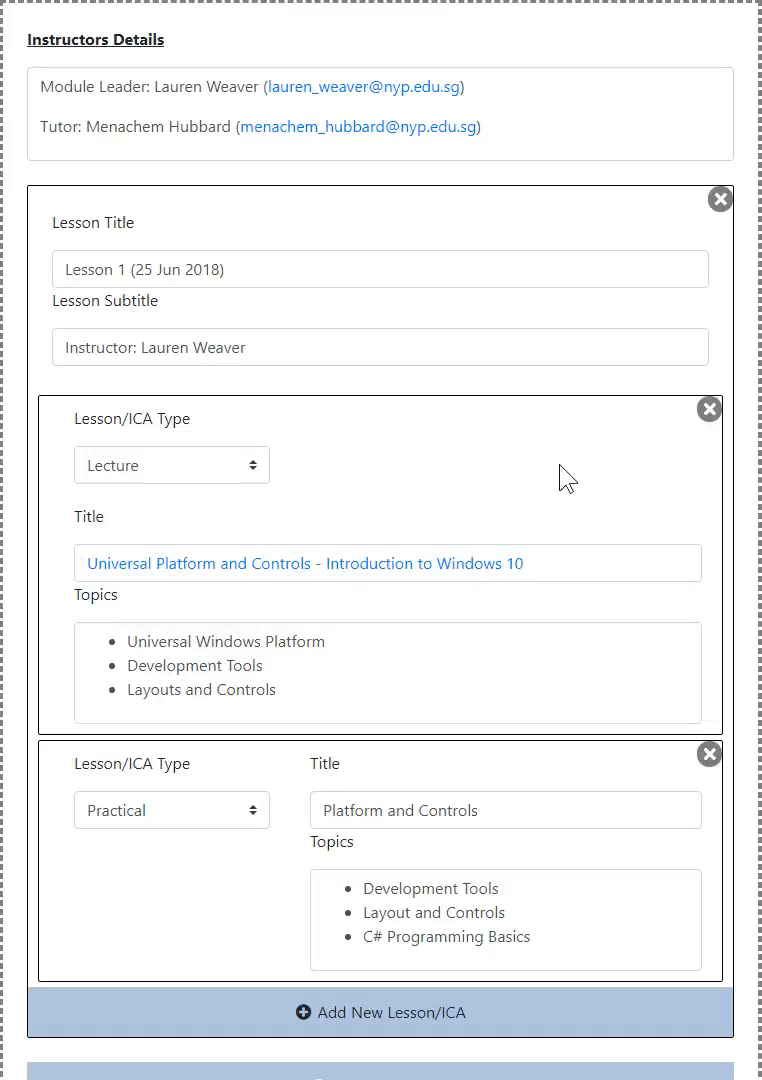 Instructors Details
Module Leader: Lauren Weaver (lauren_weaver@nyp.edu.sg)
Tutor: Menachem Hubbard (menachem_hubbard@nyp.edu.sg)
Lesson Title
Lesson 1 (25 Jun 2018)
Lesson Subtitle
Instructor: Lauren Weaver
Lesson/ICA Type
Lecture
Title
Universal Platform and Controls - Introduction to Windows 10
Topics
• Universal Windows Platform
• Development Tools
• Layouts and Controls
Lesson/ICA Type
Practical
Title
Platform and Controls
Topics
• Development Tools
• Layout and Controls
• C# Programming Basics
Add New Lesson/ICA